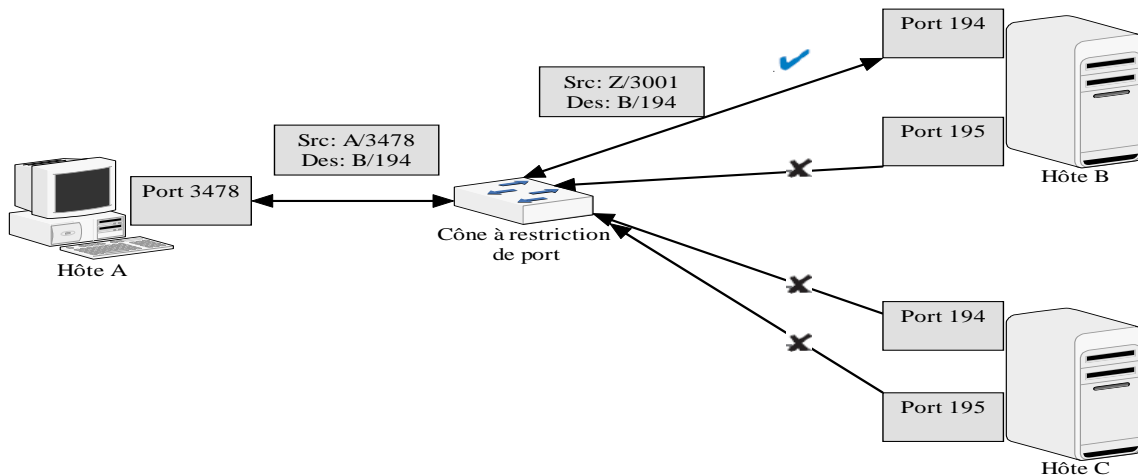 Port 194
Src: Z/3001
Des: B/194
Port 195
Src: A/3478
Des: B/194
Hôte B
Port 3478
Cône à restriction
de port
Hôte A
Port 194
Port 195
Hôte C